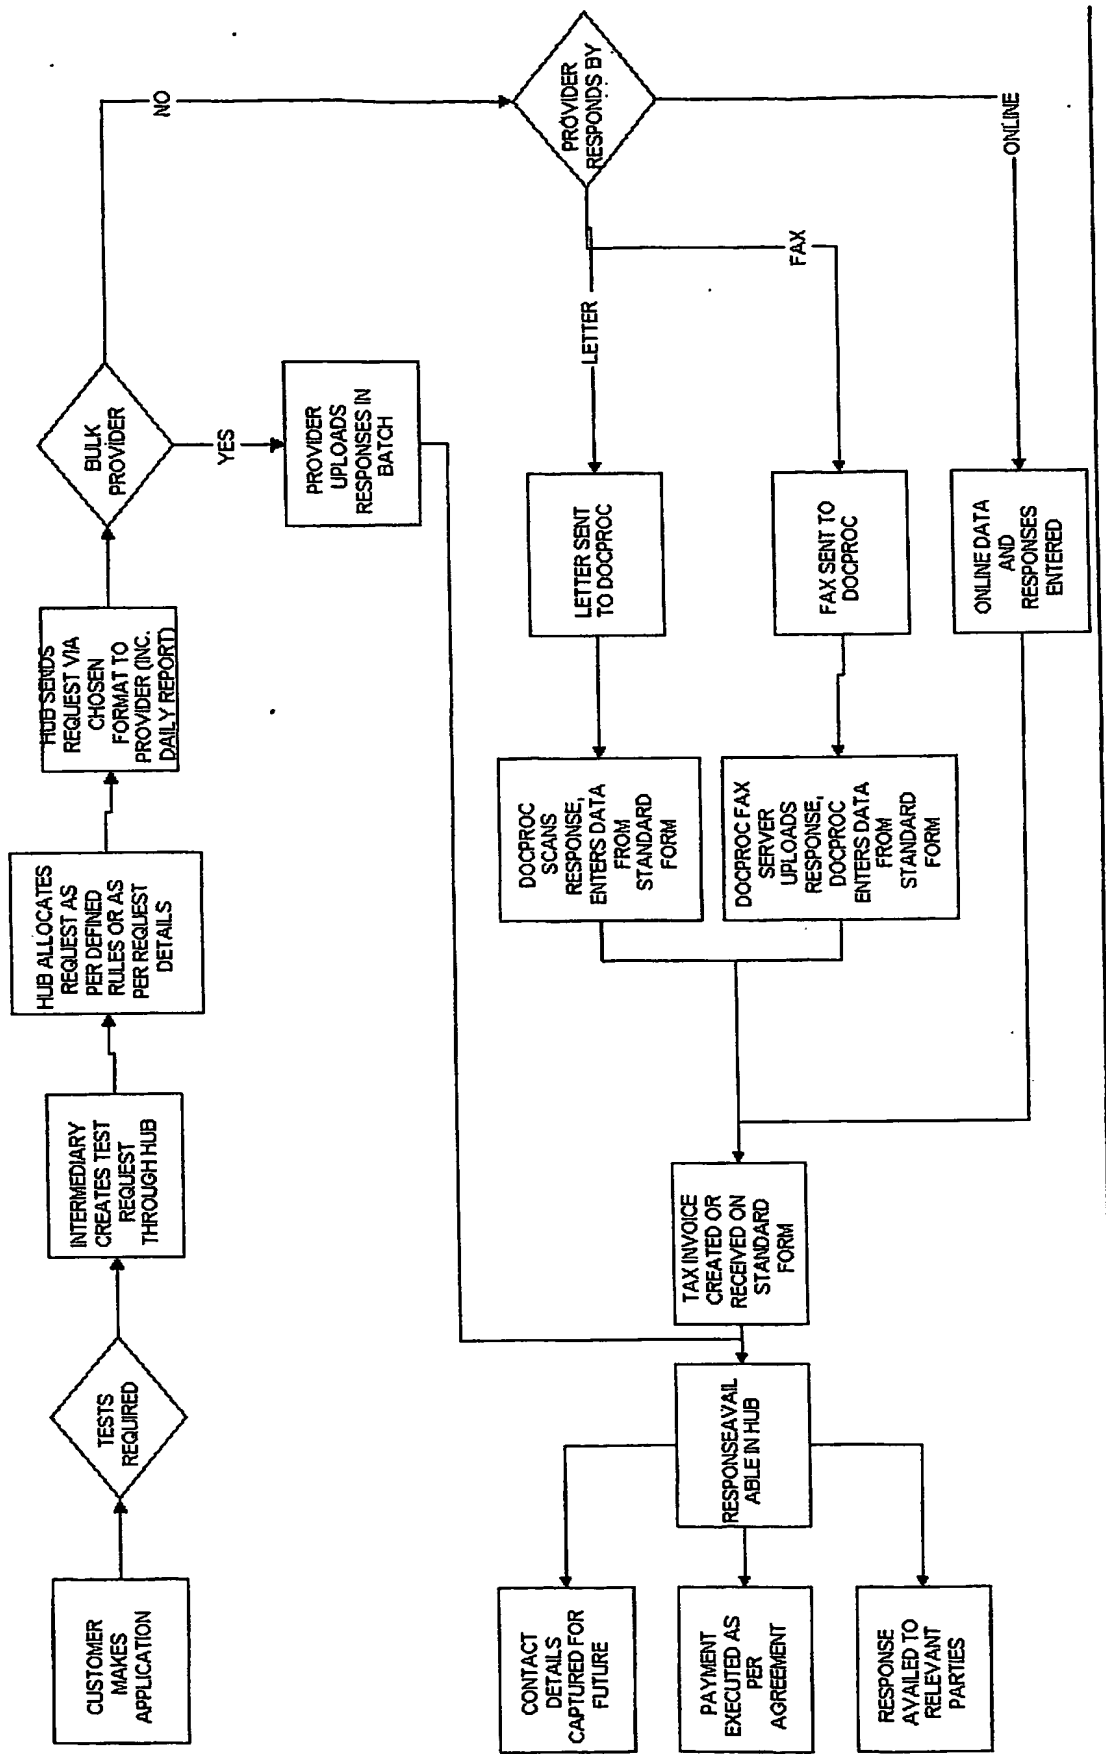 CUSTOMER
MAKES
APPLICATION
TESTS
REQUIRED
INTERMEDIARY
CREATES TEST
REQUEST
THROUGH HUB
HUB ALLOCATES
REQUEST AS
PER DEFINED
RULES OR AS
PER REQUEST
DETAILS
HUB SENDS
REQUEST VIA
CHOSEN
FORMAT TO
PROVIDER (INC.
DAILY REPORT)
BULK
PROVIDER
NO
YES
PROVIDER
UPLOADS
RESPONSES IN
BATCH
PROVIDER
RESPONDS BY
LETTER
FAX
ONLINE
LETTER SENT
TO DOCPROC
FAX SENT TO
DOCPROC
ONLINE DATA
AND
RESPONSES
ENTERED
DOCPROC
SCANS
RESPONSE,
ENTERS DATA
FROM
STANDARD
FORM
DOCPROC FAX
SERVER
UPLOADS
RESPONSE,
DOCPROC
ENTERS DATA
FROM
STANDARD
FORM
TAX INVOICE
CREATED OR
RECEIVED ON
STANDARD
FORM
RESPONSEAVAIL
ABLE IN HUB
CONTACT
DETAILS
CAPTURED FOR
FUTURE
PAYMENT
EXECUTED AS
PER
AGREEMENT
RESPONSE
AVAILED TO
RELEVANT
PARTIES